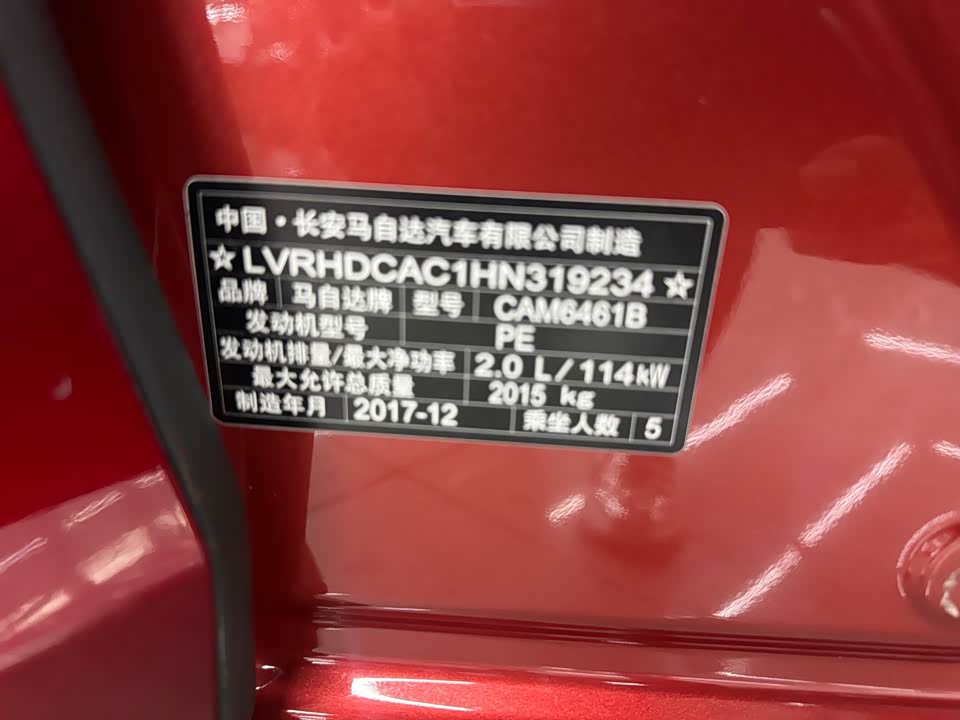 中国·长安马自达汽车有限公司制造
☆LVRHDCAC1HN319234☆
品牌 马自达牌 型号 CAM6461B
发动机型号 PE
发动机排量/最大净功率 2.0 L/114kW
最大允许总质量 2015 kg
制造年月 2017-12 乘坐人数 5